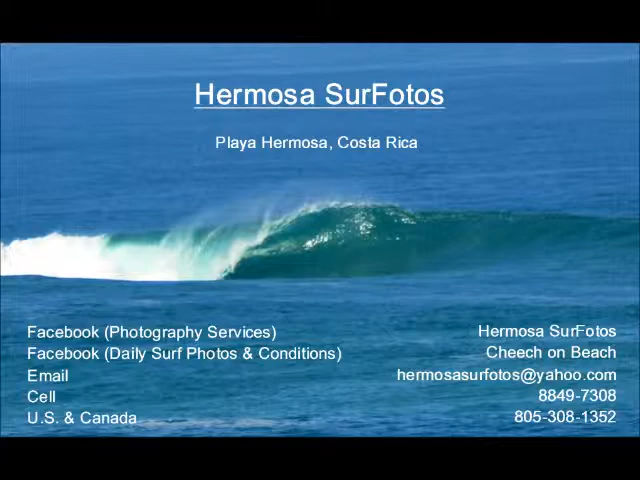 Hermosa SurFotos
Playa Hermosa, Costa Rica
Facebook (Photography Services) Hermosa SurFotos
Facebook (Daily Surf Photos & Conditions) Cheech on Beach
Email hermosasurfotos@yahoo.com
Cell 8849-7308
U.S. & Canada 805-308-1352